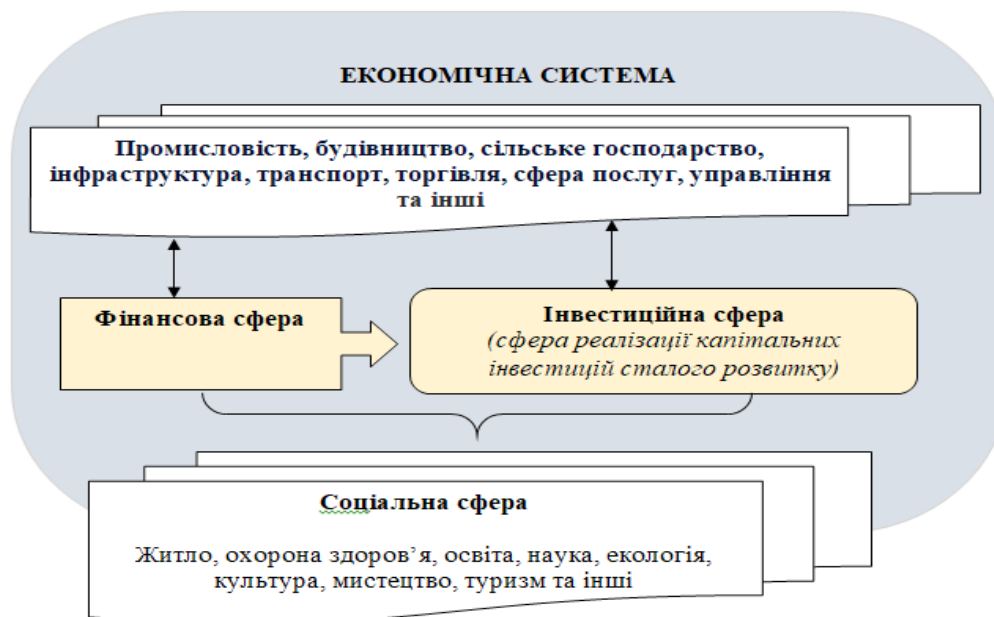 ЕКОНОМІЧНА СИСТЕМА
Промисловість, будівництво, сільське господарство,
інфраструктура, транспорт, торгівля, сфера послуг, управління
та інші
Фінансова сфера
Інвестиційна сфера
(сфера реалізації капітальних
інвестицій сталого розвитку)
Соціальна сфера
Житло, охорона здоров’я, освіта, наука, екологія,
культура, мистецтво, туризм та інші